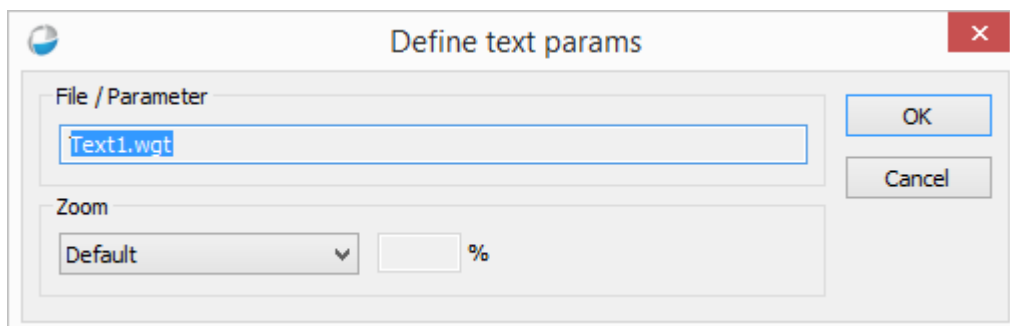 Define text params
File / Parameter
Text1.wgt
OK
Cancel
Zoom
Default
%